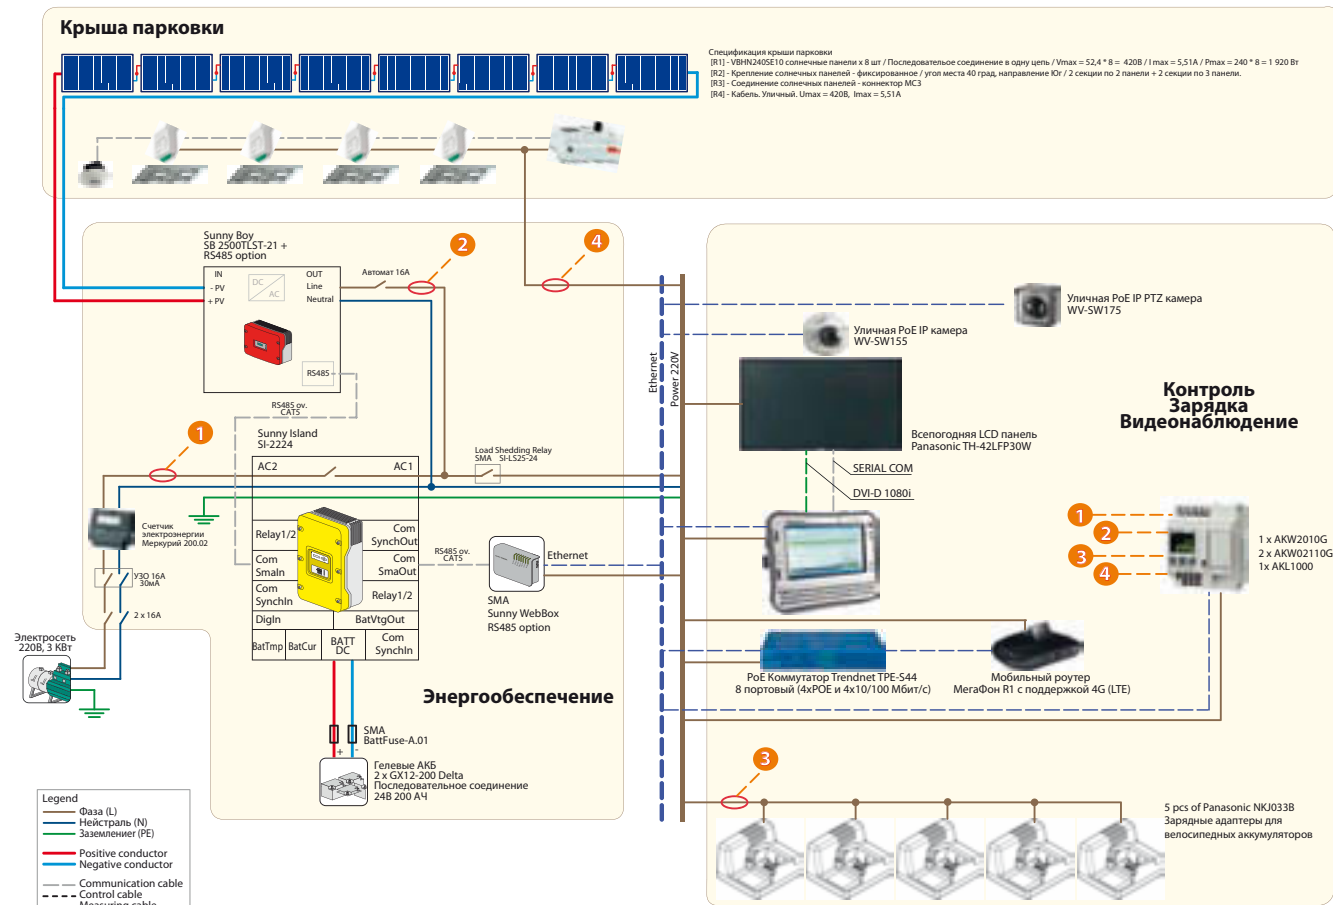 Крыша парковки
Спецификация крыши парковки
[R1] - VBHN240SE10 солнечные панели x 8 шт / Последовательое соединение в одну цепь / Vmax = 52,4 * 8 = 420В / I max = 5,51А / Pmax = 240 * 8 = 1 920 Вт
[R2] - Крепление солнечных панелей - фиксированное / угол места 40 град, направление Юг / 2 секции по 2 панели + 2 секции по 3 панели.
[R3] - Соединение солнечных панелей - коннектор MC3
[R4] - Кабель. Уличный. Umax = 420В, Imax = 5,51А
Sunny Boy
SB 2500TLST-21 +
RS485 option
IN
- PV
+ PV
DC
AC
OUT
Line
Neutral
RS485
Автомат 16А
2
4
RS485 ov.
CAT5
1
Sunny Island
SI-2224
AC2
AC1
Load Shedding Relay
SMA SI-LS25-24
Relay1/2
Com
SynchOut
Com
SmaIn
Com
SmaOut
Com
SynchIn
Relay1/2
DigIn
BatVtgOut
BatTmp
BatCur
BATT
DC
Com
SynchIn
RS485 ov.
CAT5
Ethernet
SMA
Sunny WebBox
RS485 option
Счетчик
электроэнергии
Меркурий 200.02
УЗО 16А
30мА
2 x 16А
Электросеть
220В, 3 КВт
Энергообеспечение
SMA
BattFuse-A.01
+
-
Гелевые АКБ
2 x GX12-200 Delta
Последовательное соединение
24В 200 АЧ
Legend
Фаза (L)
Нейстраль (N)
Заземлениег (PE)
Positive conductor
Negative conductor
Communication cable
Control cable
Measuring cable
Ethernet
Power 220V
Уличная PoE IP PTZ камера
WV-SW175
Уличная PoE IP камера
WV-SW155
Контроль
Зарядка
Видеонаблюдение
Всепогодняя LCD панель
Panasonic TH-42LFP30W
SERIAL COM
DVI-D 1080i
1
2
3
4
1 x AKW2010G
2 x AKW02110G
1x AKL1000
PoE Коммутатор Trendnet TPE-S44
8 портовый (4xPOE и 4x10/100 Мбит/с)
Мобильный роутер
МегаФон R1 с поддержкой 4G (LTE)
3
5 pcs of Panasonic NKJ033B
Зарядные адаптеры для
велосипедных аккумуляторов